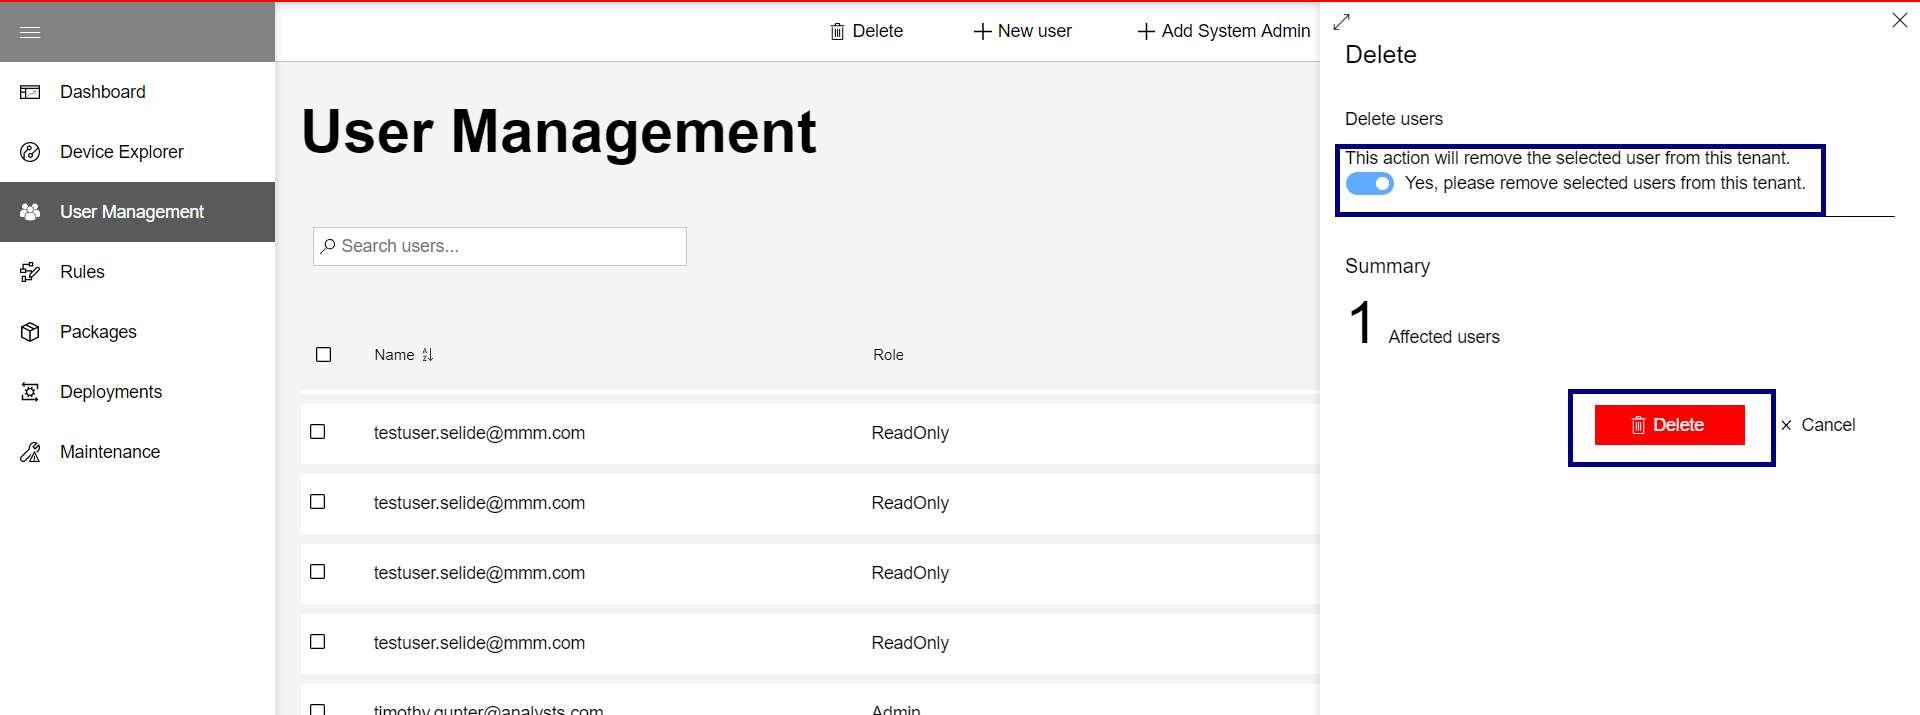 Delete
New user
Add System Admin
Dashboard
Device Explorer
User Management
Rules
Packages
Deployments
Maintenance
User Management
Search users...
Name
Role
testuser.selide@mmm.com ReadOnly
testuser.selide@mmm.com ReadOnly
testuser.selide@mmm.com ReadOnly
testuser.selide@mmm.com ReadOnly
timothy.gunter@analysts.com Admin
Delete
Delete users
This action will remove the selected user from this tenant.
Yes, please remove selected users from this tenant.
Summary
1 Affected users
Delete
Cancel